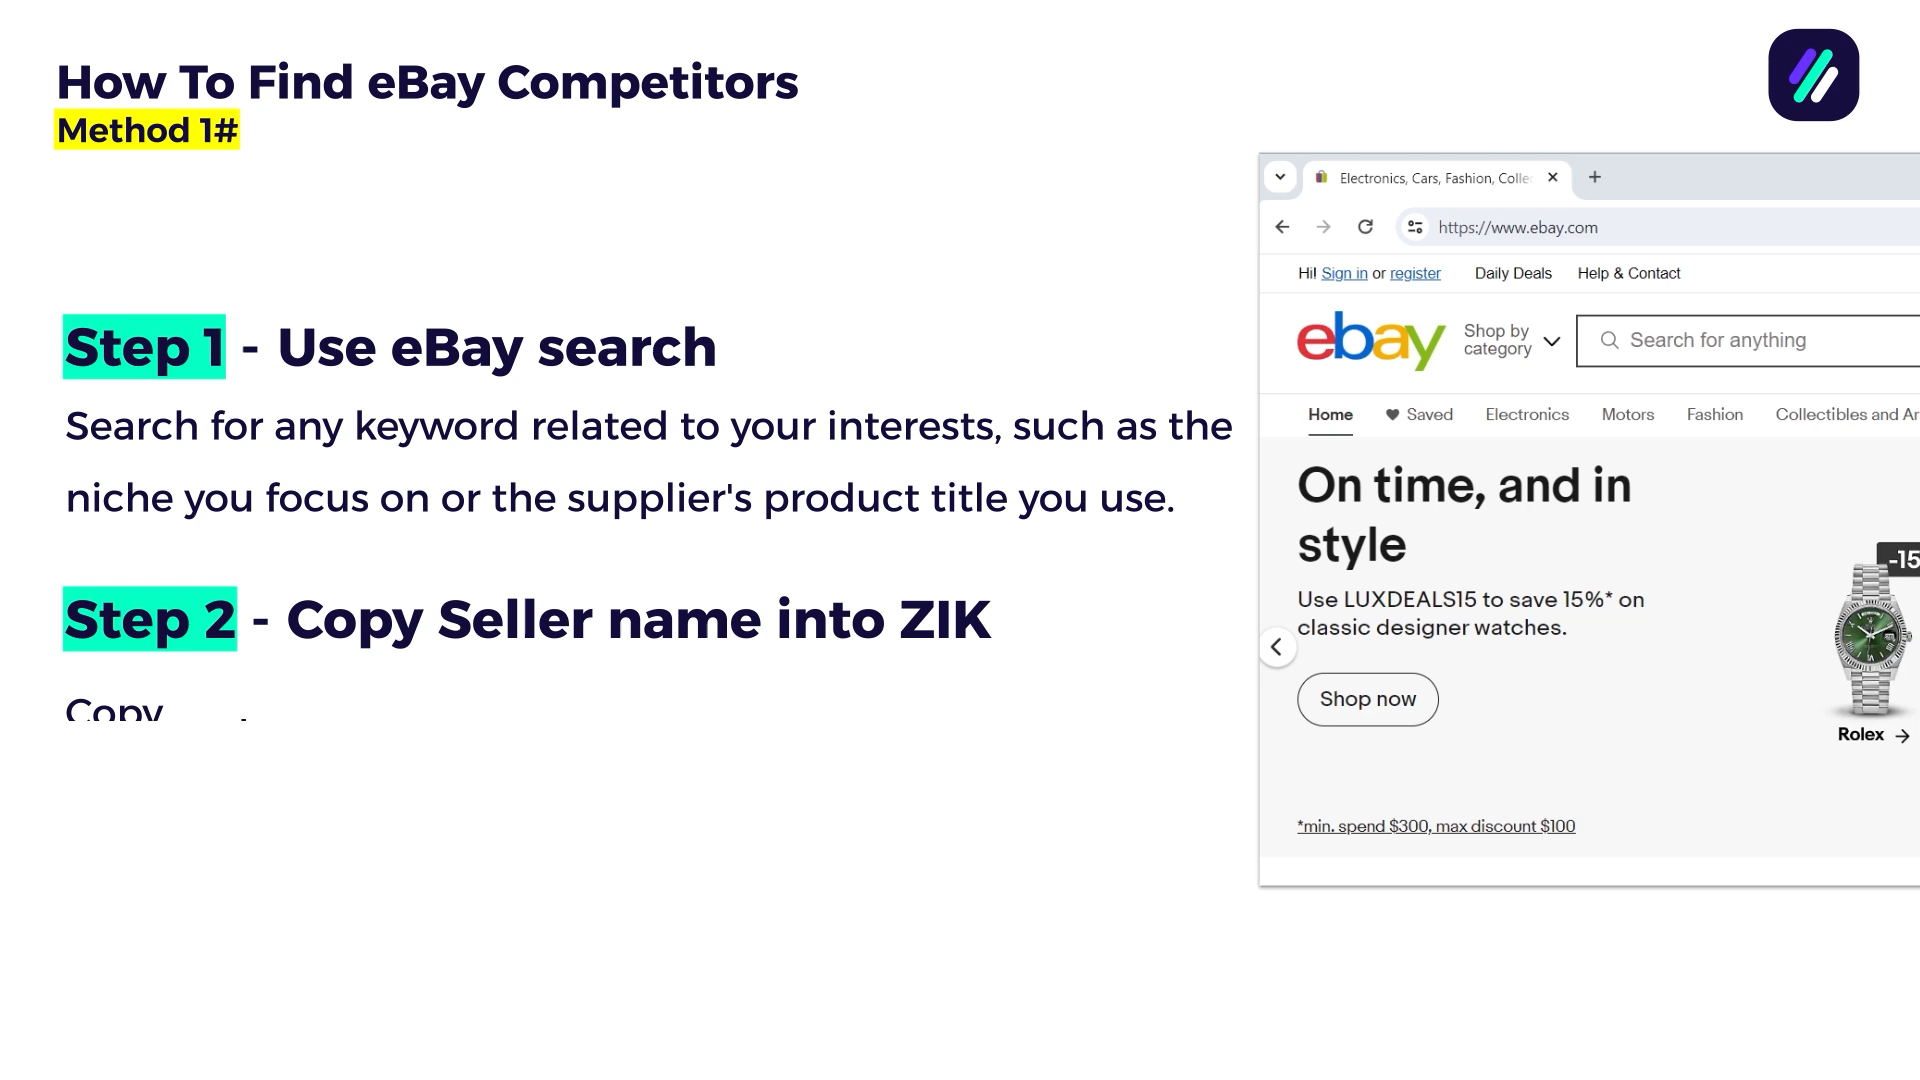 How To Find eBay Competitors
Method 1#
Step 1 - Use eBay search
Search for any keyword related to your interests, such as the
niche you focus on or the supplier's product title you use.
Step 2 - Copy Seller name into ZIK
Copy
Electronics, Cars, Fashion, Colle
https://www.ebay.com
Hi! Sign in or register Daily Deals Help & Contact
ebay
Shop by
category
Search for anything
Home Saved Electronics Motors Fashion Collectibles and Ar
On time, and in
style
-15
Use LUXDEALS15 to save 15%* on
classic designer watches.
Shop now
Rolex
*min. spend $300, max discount $100